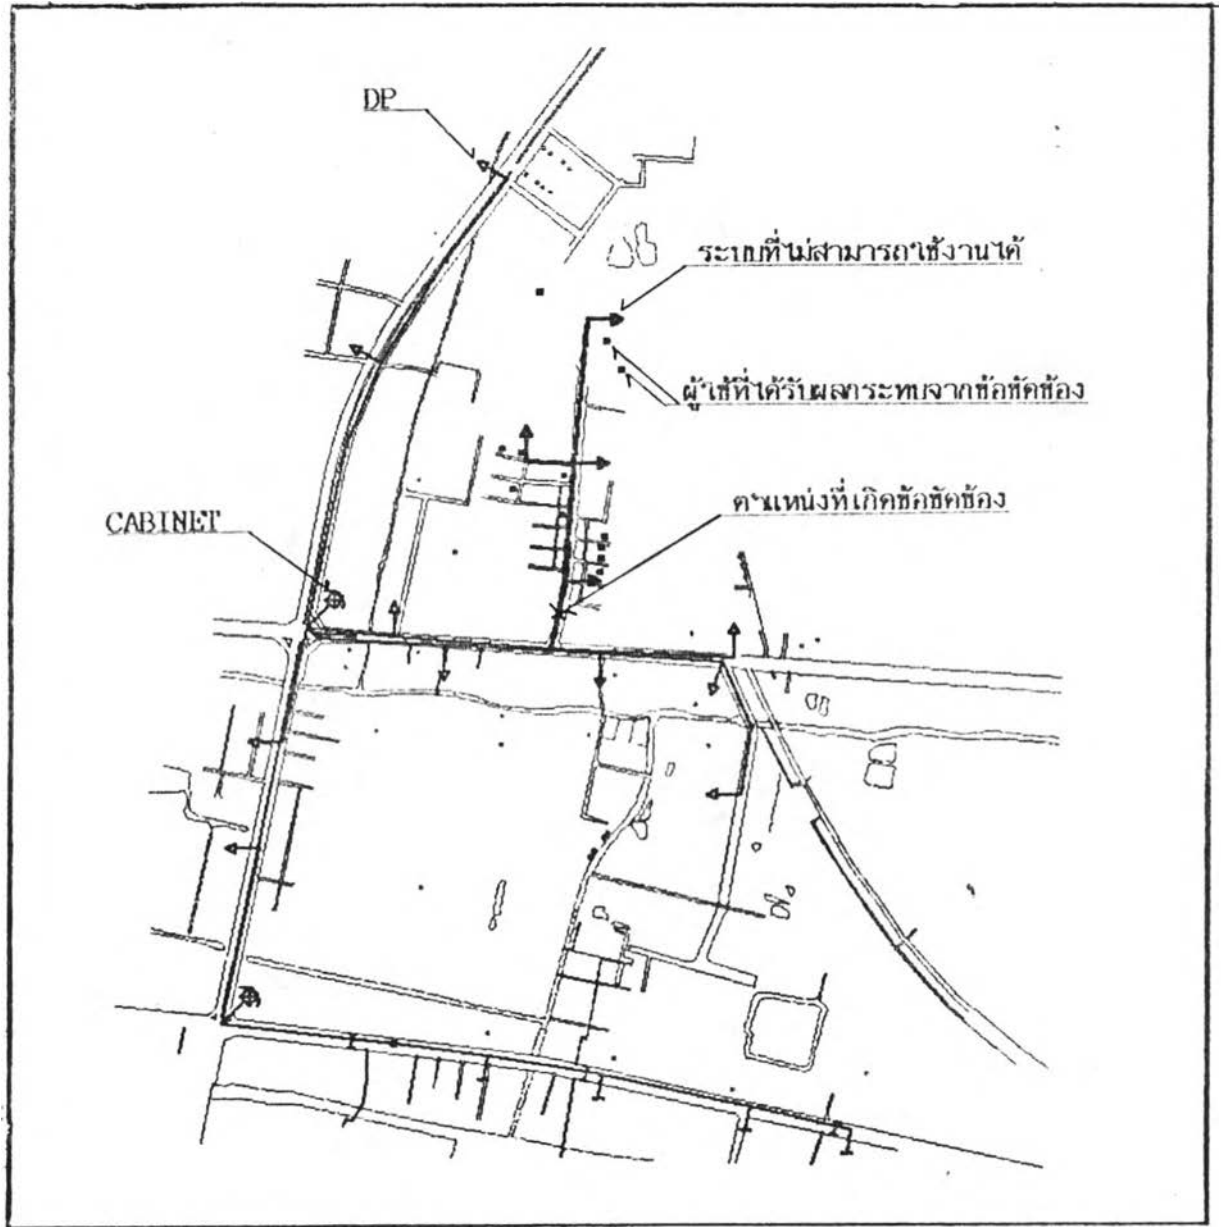 DP
ระบบที่ไม่สามารถใช้งานได้
ผู้ใช้ที่ได้รับผลกระทบจากข้อขัดข้อง
ตำแหน่งที่เกิดข้อขัดข้อง
CABINET